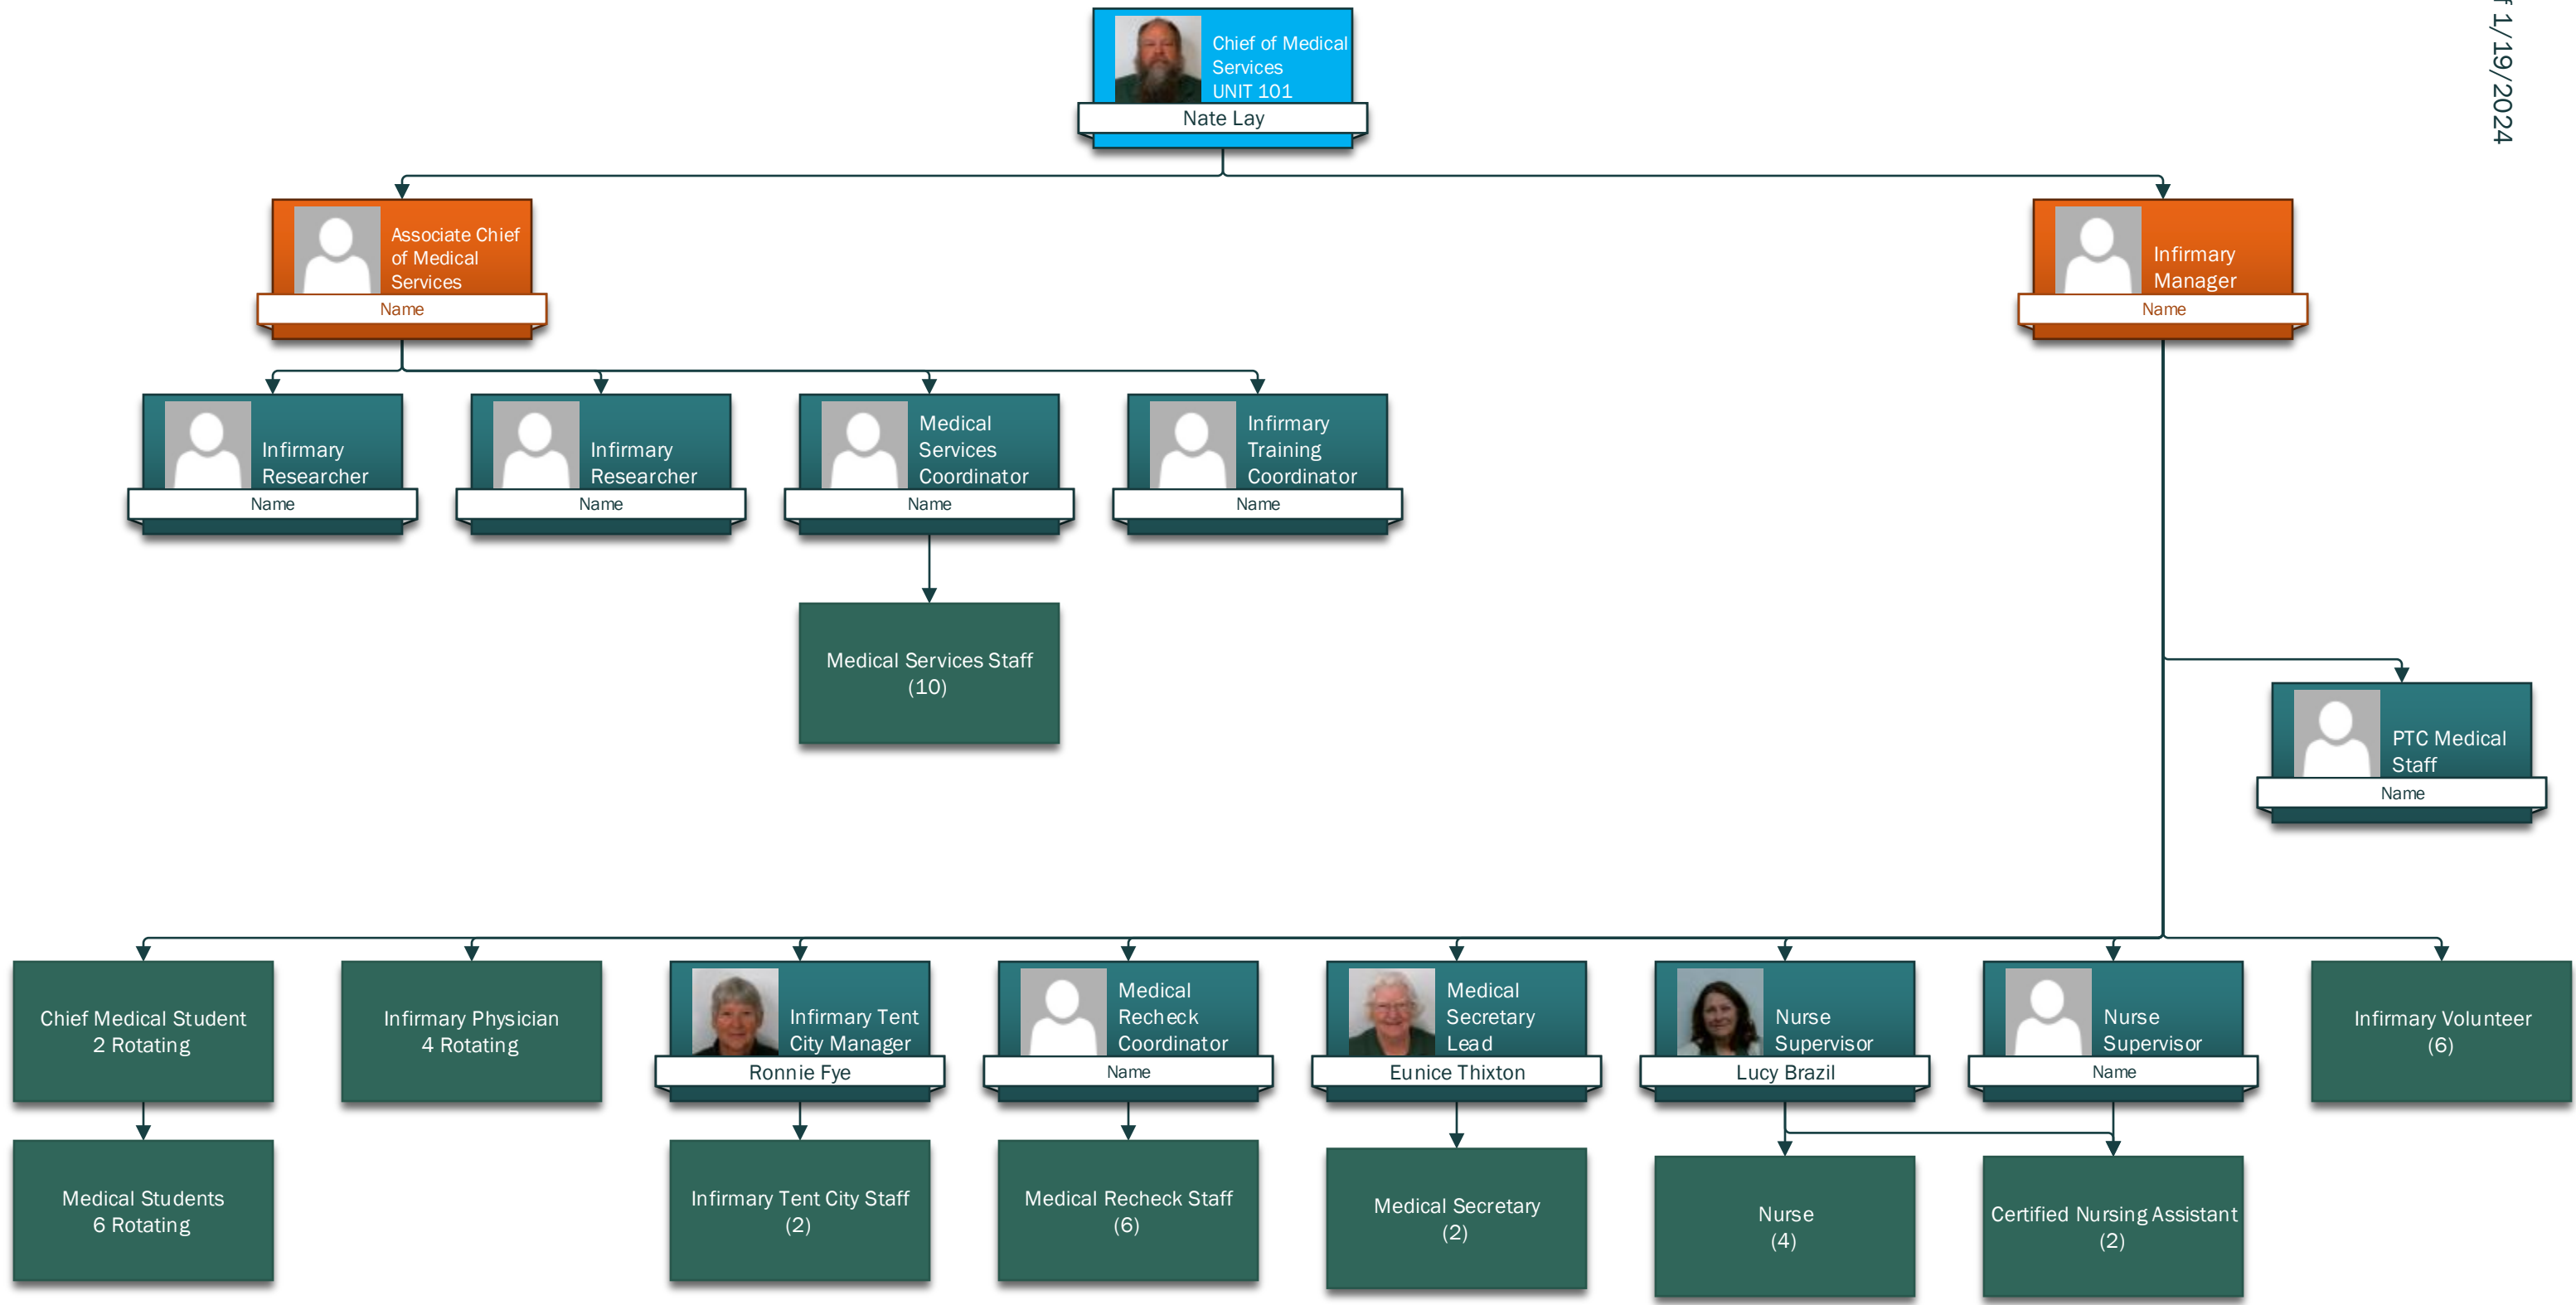 f 1/19/2024
Chief of Medical
Services
UNIT 101
Nate Lay
Associate Chief
of Medical
Services
Name
Infirmary
Manager
Name
Infirmary
Researcher
Name
Infirmary
Researcher
Name
Medical
Services
Coordinator
Name
Infirmary
Training
Coordinator
Name
Medical Services Staff
(10)
PTC Medical
Staff
Name
Chief Medical Student
2 Rotating
Infirmary Physician
4 Rotating
Infirmary Tent
City Manager
Ronnie Fye
Medical
Recheck
Coordinator
Name
Medical
Secretary
Lead
Eunice Thixton
Nurse
Supervisor
Lucy Brazil
Nurse
Supervisor
Name
Infirmary Volunteer
(6)
Medical Students
6 Rotating
Infirmary Tent City Staff
(2)
Medical Recheck Staff
(6)
Medical Secretary
(2)
Nurse
(4)
Certified Nursing Assistant
(2)